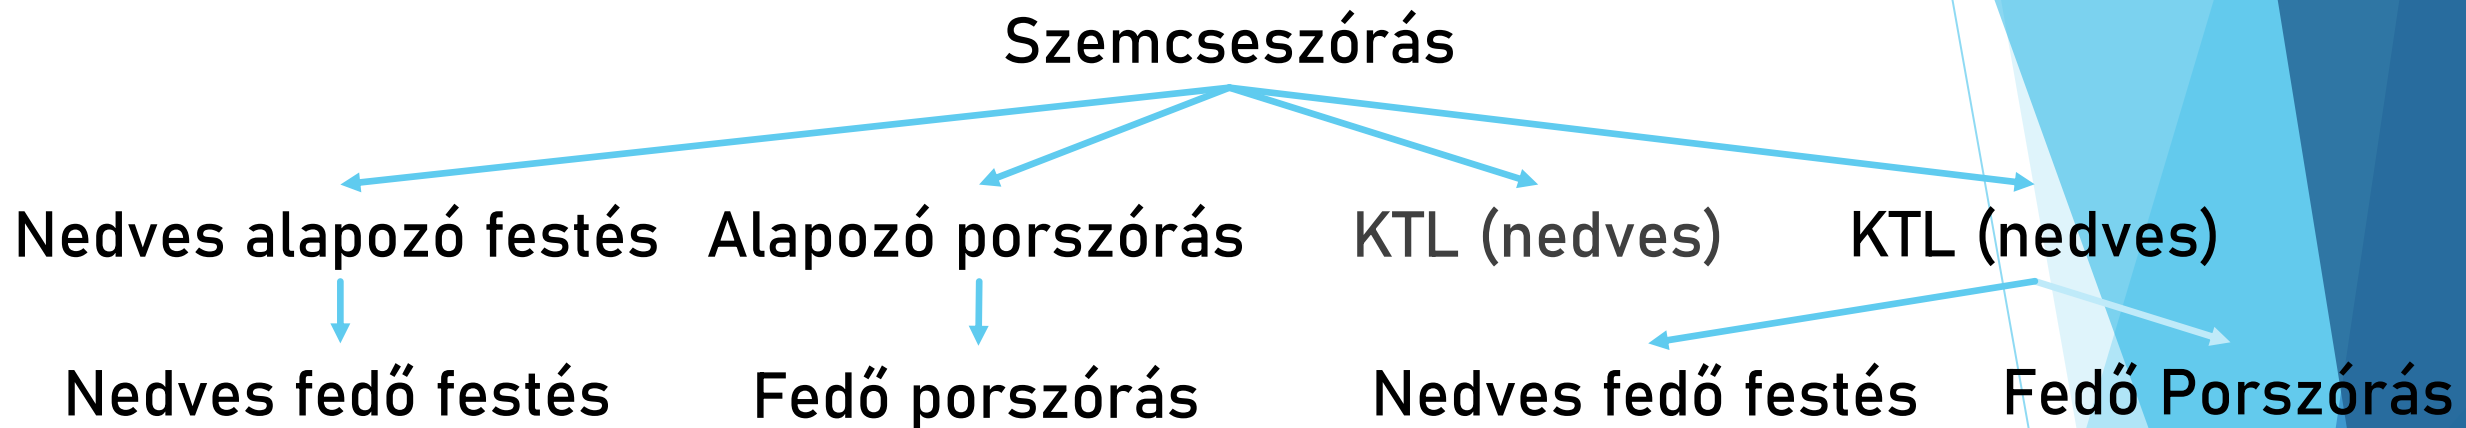 Szemcseszórás
Nedves alapozó festés Alapozó porszórás KTL (nedves) KTL (nedves)
Nedves fedő festés Fedő porszórás Nedves fedő festés Fedő Porszórás